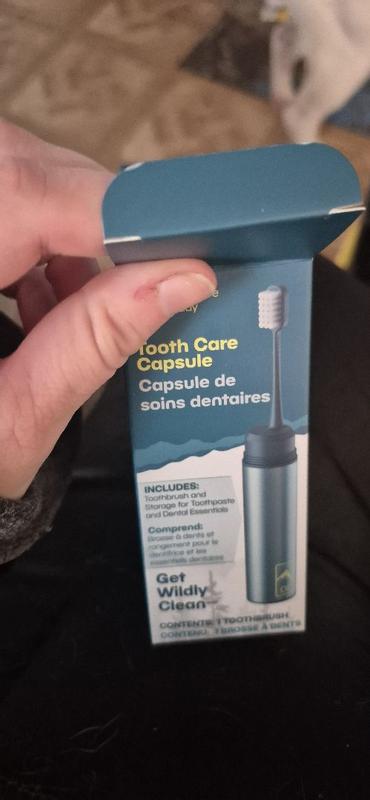 Tooth Care
Capsule
Capsule de
soins dentaires
INCLUDES:
Toothbrush and
Storage for Toothpaste
and Dental Essentials
Comprend:
Brosse à dents et
rangement pour le
dentifrice et les
essentiels dentaires
Get
Wildly
Clean
CONTENTS: 1 TOOTHBRUSH
CONTENU: 1 BROSSE À DENTS